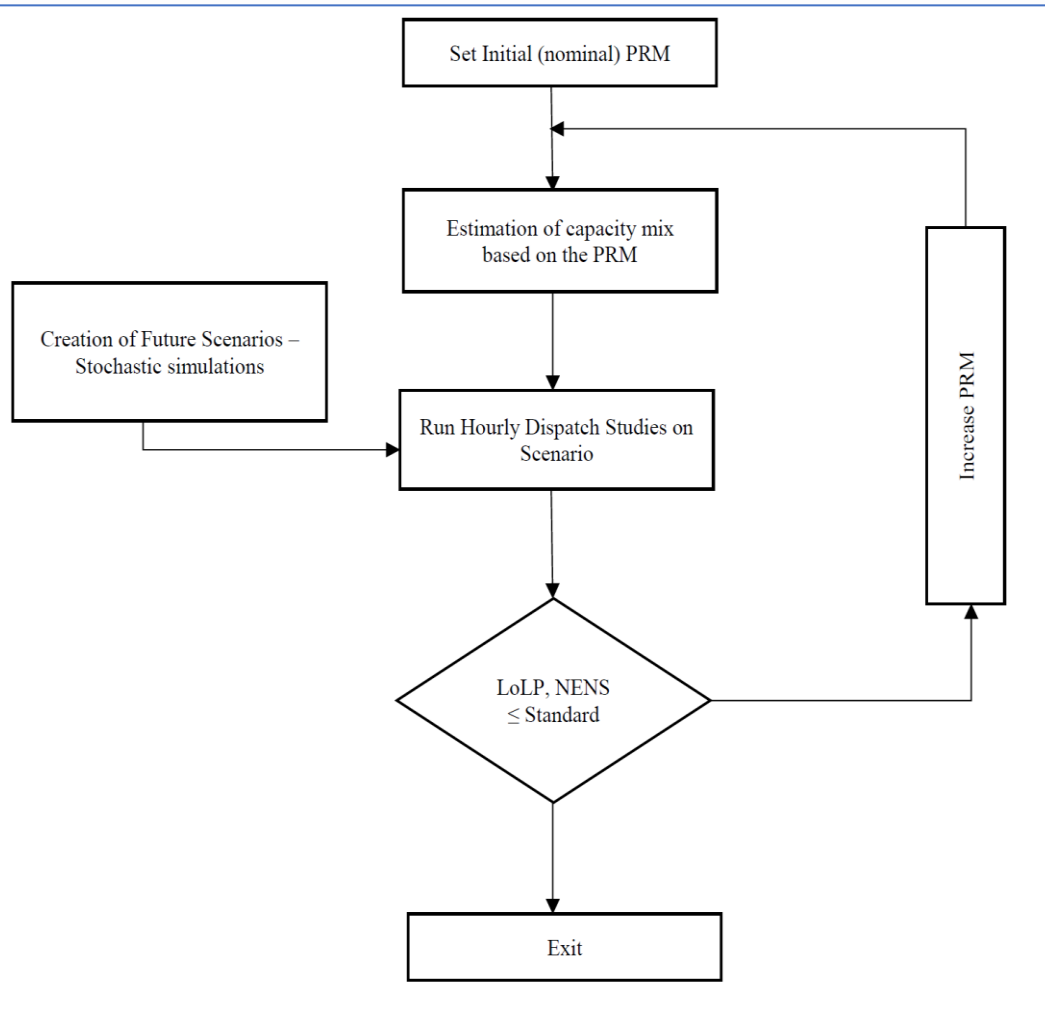 Set Initial (nominal) PRM
Estimation of capacity mix
based on the PRM
Creation of Future Scenarios –
Stochastic simulations
Run Hourly Dispatch Studies on
Scenario
Increase PRM
LoLP, NENS
≤ Standard
Exit